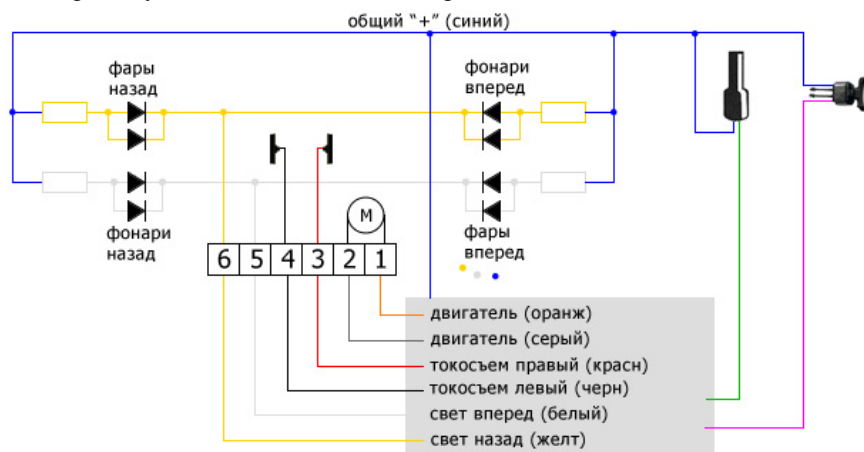 общий “+” (синий)
фары
назад
фонари
вперед
M
фонари
назад
фары
вперед
6 5 4 3 2 1
двигатель (оранж)
двигатель (серый)
токосъем правый (красн)
токосъем левый (черн)
свет вперед (белый)
свет назад (желт)